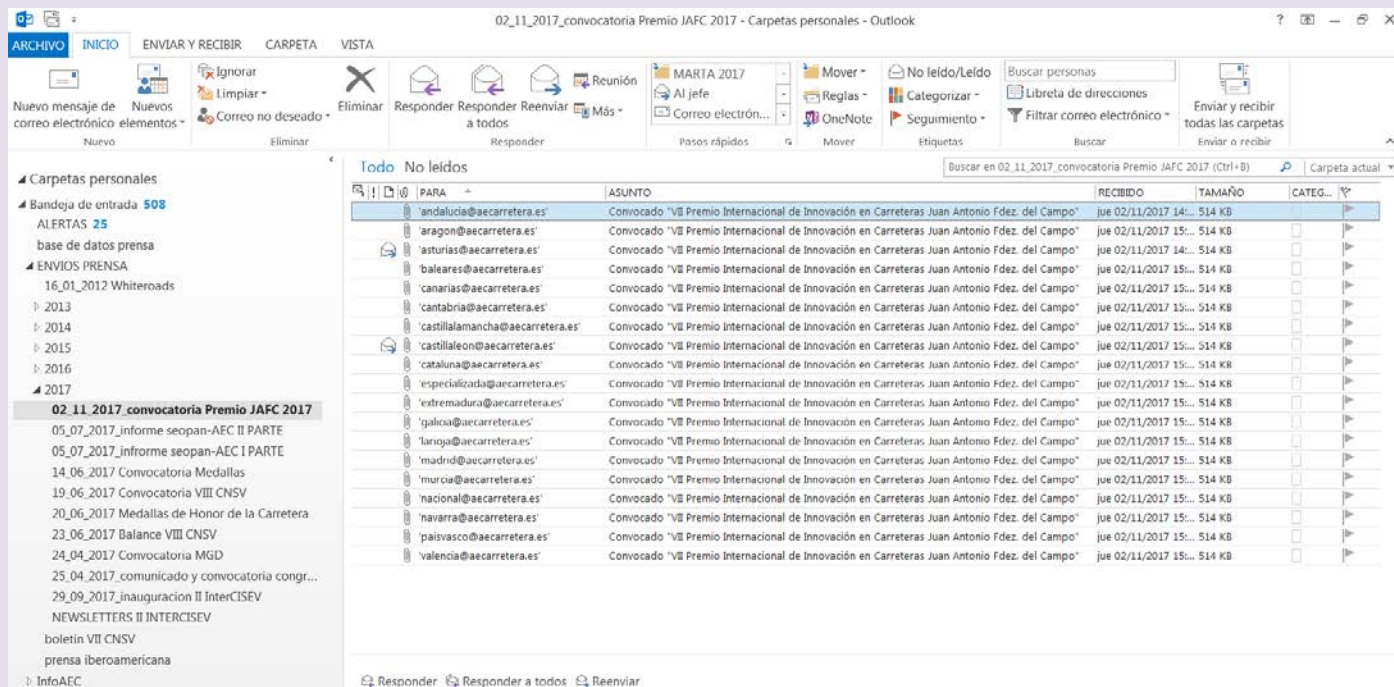 02_11_2017_convocatoria Premio JAFC 2017 - Carpetas personales - Outlook
ARCHIVO INICIO ENVIAR Y RECIBIR CARPETA VISTA
Nuevo mensaje de correo electrónico
Nuevos elementos
Nuevo
Ignorar
Limpiar
Correo no deseado
Eliminar
Eliminar
Responder
Responder a todos
Reenviar
Reunión
Más
Responder
MARTA 2017
Al jefe
Correo electrón...
Pasos rápidos
Mover
Reglas
OneNote
Mover
No leído/Leído
Categorizar
Seguimiento
Etiquetas
Buscar personas
Libreta de direcciones
Filtrar correo electrónico
Buscar
Enviar y recibir todas las carpetas
Enviar o recibir
Carpetas personales
Bandeja de entrada 508
ALERTAS 25
base de datos prensa
ENVIOS PRENSA
16_01_2012 Whiteroads
2013
2014
2015
2016
2017
02_11_2017_convocatoria Premio JAFC 2017
05_07_2017_informe seopan-AEC II PARTE
05_07_2017_infrorme seopan-AEC I PARTE
14_06_2017 Convocatoria Medallas
19_06_2017 Convocatoria VIII CNSV
20_06_2017 Medallas de Honor de la Carretera
23_06_2017 Balance VIII CNSV
24_04_2017 Convocatoria MGD
25_04_2017_comunicado y convocatoria congr...
29_09_2017_inauguracion II InterCISEV
NEWSLETTERS II INTERCISEV
boletin VII CNSV
prensa iberoamericana
InfoAEC
Todo No leídos
Buscar en 02_11_2017_convocatoria Premio JAFC 2017 (Ctrl+B) Carpeta actual
PARA ASUNTO RECIBIDO TAMAÑO CATEG...
'andalucia@aecarretera.es' Convocado "VII Premio Internacional de Innovación en Carreteras Juan Antonio Fdez. del Campo" jue 02/11/2017 14:... 514 KB
'aragon@aecarretera.es' Convocado "VII Premio Internacional de Innovación en Carreteras Juan Antonio Fdez. del Campo" jue 02/11/2017 15:... 514 KB
'asturias@aecarretera.es' Convocado "VII Premio Internacional de Innovación en Carreteras Juan Antonio Fdez. del Campo" jue 02/11/2017 14:... 514 KB
'baleares@aecarretera.es' Convocado "VII Premio Internacional de Innovación en Carreteras Juan Antonio Fdez. del Campo" jue 02/11/2017 15:... 514 KB
'canarias@aecarretera.es' Convocado "VII Premio Internacional de Innovación en Carreteras Juan Antonio Fdez. del Campo" jue 02/11/2017 15:... 514 KB
'cantabria@aecarretera.es' Convocado "VII Premio Internacional de Innovación en Carreteras Juan Antonio Fdez. del Campo" jue 02/11/2017 15:... 514 KB
'castillalamancha@aecarretera.es' Convocado "VII Premio Internacional de Innovación en Carreteras Juan Antonio Fdez. del Campo" jue 02/11/2017 15:... 514 KB
'castillaleon@aecarretera.es' Convocado "VII Premio Internacional de Innovación en Carreteras Juan Antonio Fdez. del Campo" jue 02/11/2017 15:... 514 KB
'cataluna@aecarretera.es' Convocado "VII Premio Internacional de Innovación en Carreteras Juan Antonio Fdez. del Campo" jue 02/11/2017 15:... 514 KB
'especializada@aecarretera.es' Convocado "VII Premio Internacional de Innovación en Carreteras Juan Antonio Fdez. del Campo" jue 02/11/2017 15:... 514 KB
'extremadura@aecarretera.es' Convocado "VII Premio Internacional de Innovación en Carreteras Juan Antonio Fdez. del Campo" jue 02/11/2017 15:... 514 KB
'galicia@aecarretera.es' Convocado "VII Premio Internacional de Innovación en Carreteras Juan Antonio Fdez. del Campo" jue 02/11/2017 15:... 514 KB
'larioja@aecarretera.es' Convocado "VII Premio Internacional de Innovación en Carreteras Juan Antonio Fdez. del Campo" jue 02/11/2017 15:... 514 KB
'madrid@aecarretera.es' Convocado "VII Premio Internacional de Innovación en Carreteras Juan Antonio Fdez. del Campo" jue 02/11/2017 15:... 514 KB
'murcia@aecarretera.es' Convocado "VII Premio Internacional de Innovación en Carreteras Juan Antonio Fdez. del Campo" jue 02/11/2017 15:... 514 KB
'nacional@aecarretera.es' Convocado "VII Premio Internacional de Innovación en Carreteras Juan Antonio Fdez. del Campo" jue 02/11/2017 15:... 514 KB
'navarra@aecarretera.es' Convocado "VII Premio Internacional de Innovación en Carreteras Juan Antonio Fdez. del Campo" jue 02/11/2017 15:... 514 KB
'paisvasco@aecarretera.es' Convocado "VII Premio Internacional de Innovación en Carreteras Juan Antonio Fdez. del Campo" jue 02/11/2017 15:... 514 KB
'valencia@aecarretera.es' Convocado "VII Premio Internacional de Innovación en Carreteras Juan Antonio Fdez. del Campo" jue 02/11/2017 15:... 514 KB
Responder Responder a todos Reenviar